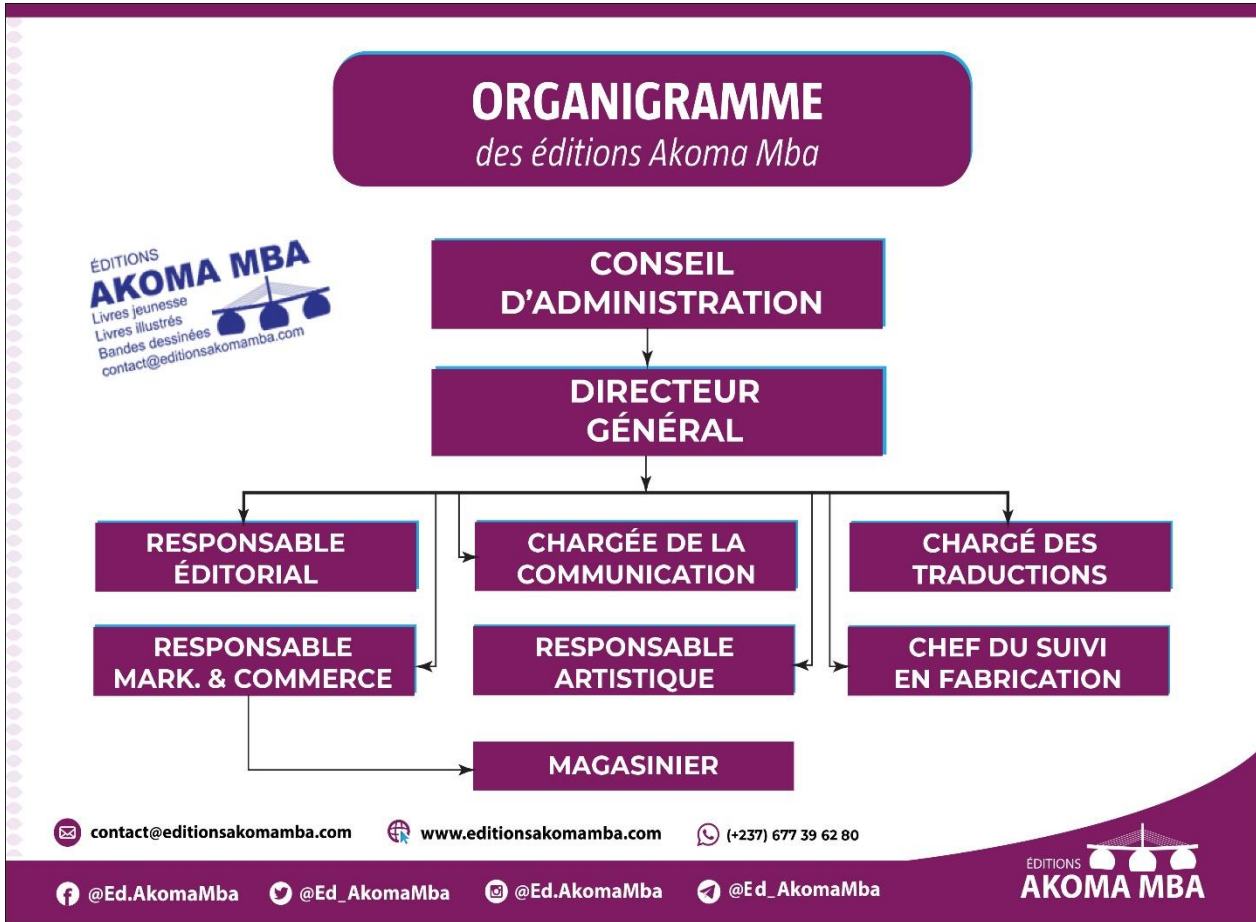 ORGANIGRAMME
des éditions Akoma Mba
ÉDITIONS
AKOMA MBA
Livres jeunesse
Livres illustrés
Bandes dessinées
contact@editionsakomamba.com
CONSEIL
D'ADMINISTRATION
DIRECTEUR
GÉNÉRAL
RESPONSABLE
ÉDITORIAL
CHARGÉE DE LA
COMMUNICATION
CHARGÉ DES
TRADUCTIONS
RESPONSABLE
MARK. & COMMERCE
RESPONSABLE
ARTISTIQUE
CHEF DU SUIVI
EN FABRICATION
MAGASINIER
contact@editionsakomamba.com
www.editionsakomamba.com
(+237) 677 39 62 80
@Ed.AkomaMba
@Ed_AkomaMba
@Ed.AkomaMba
@Ed_AkomaMba
ÉDITIONS
AKOMA MBA